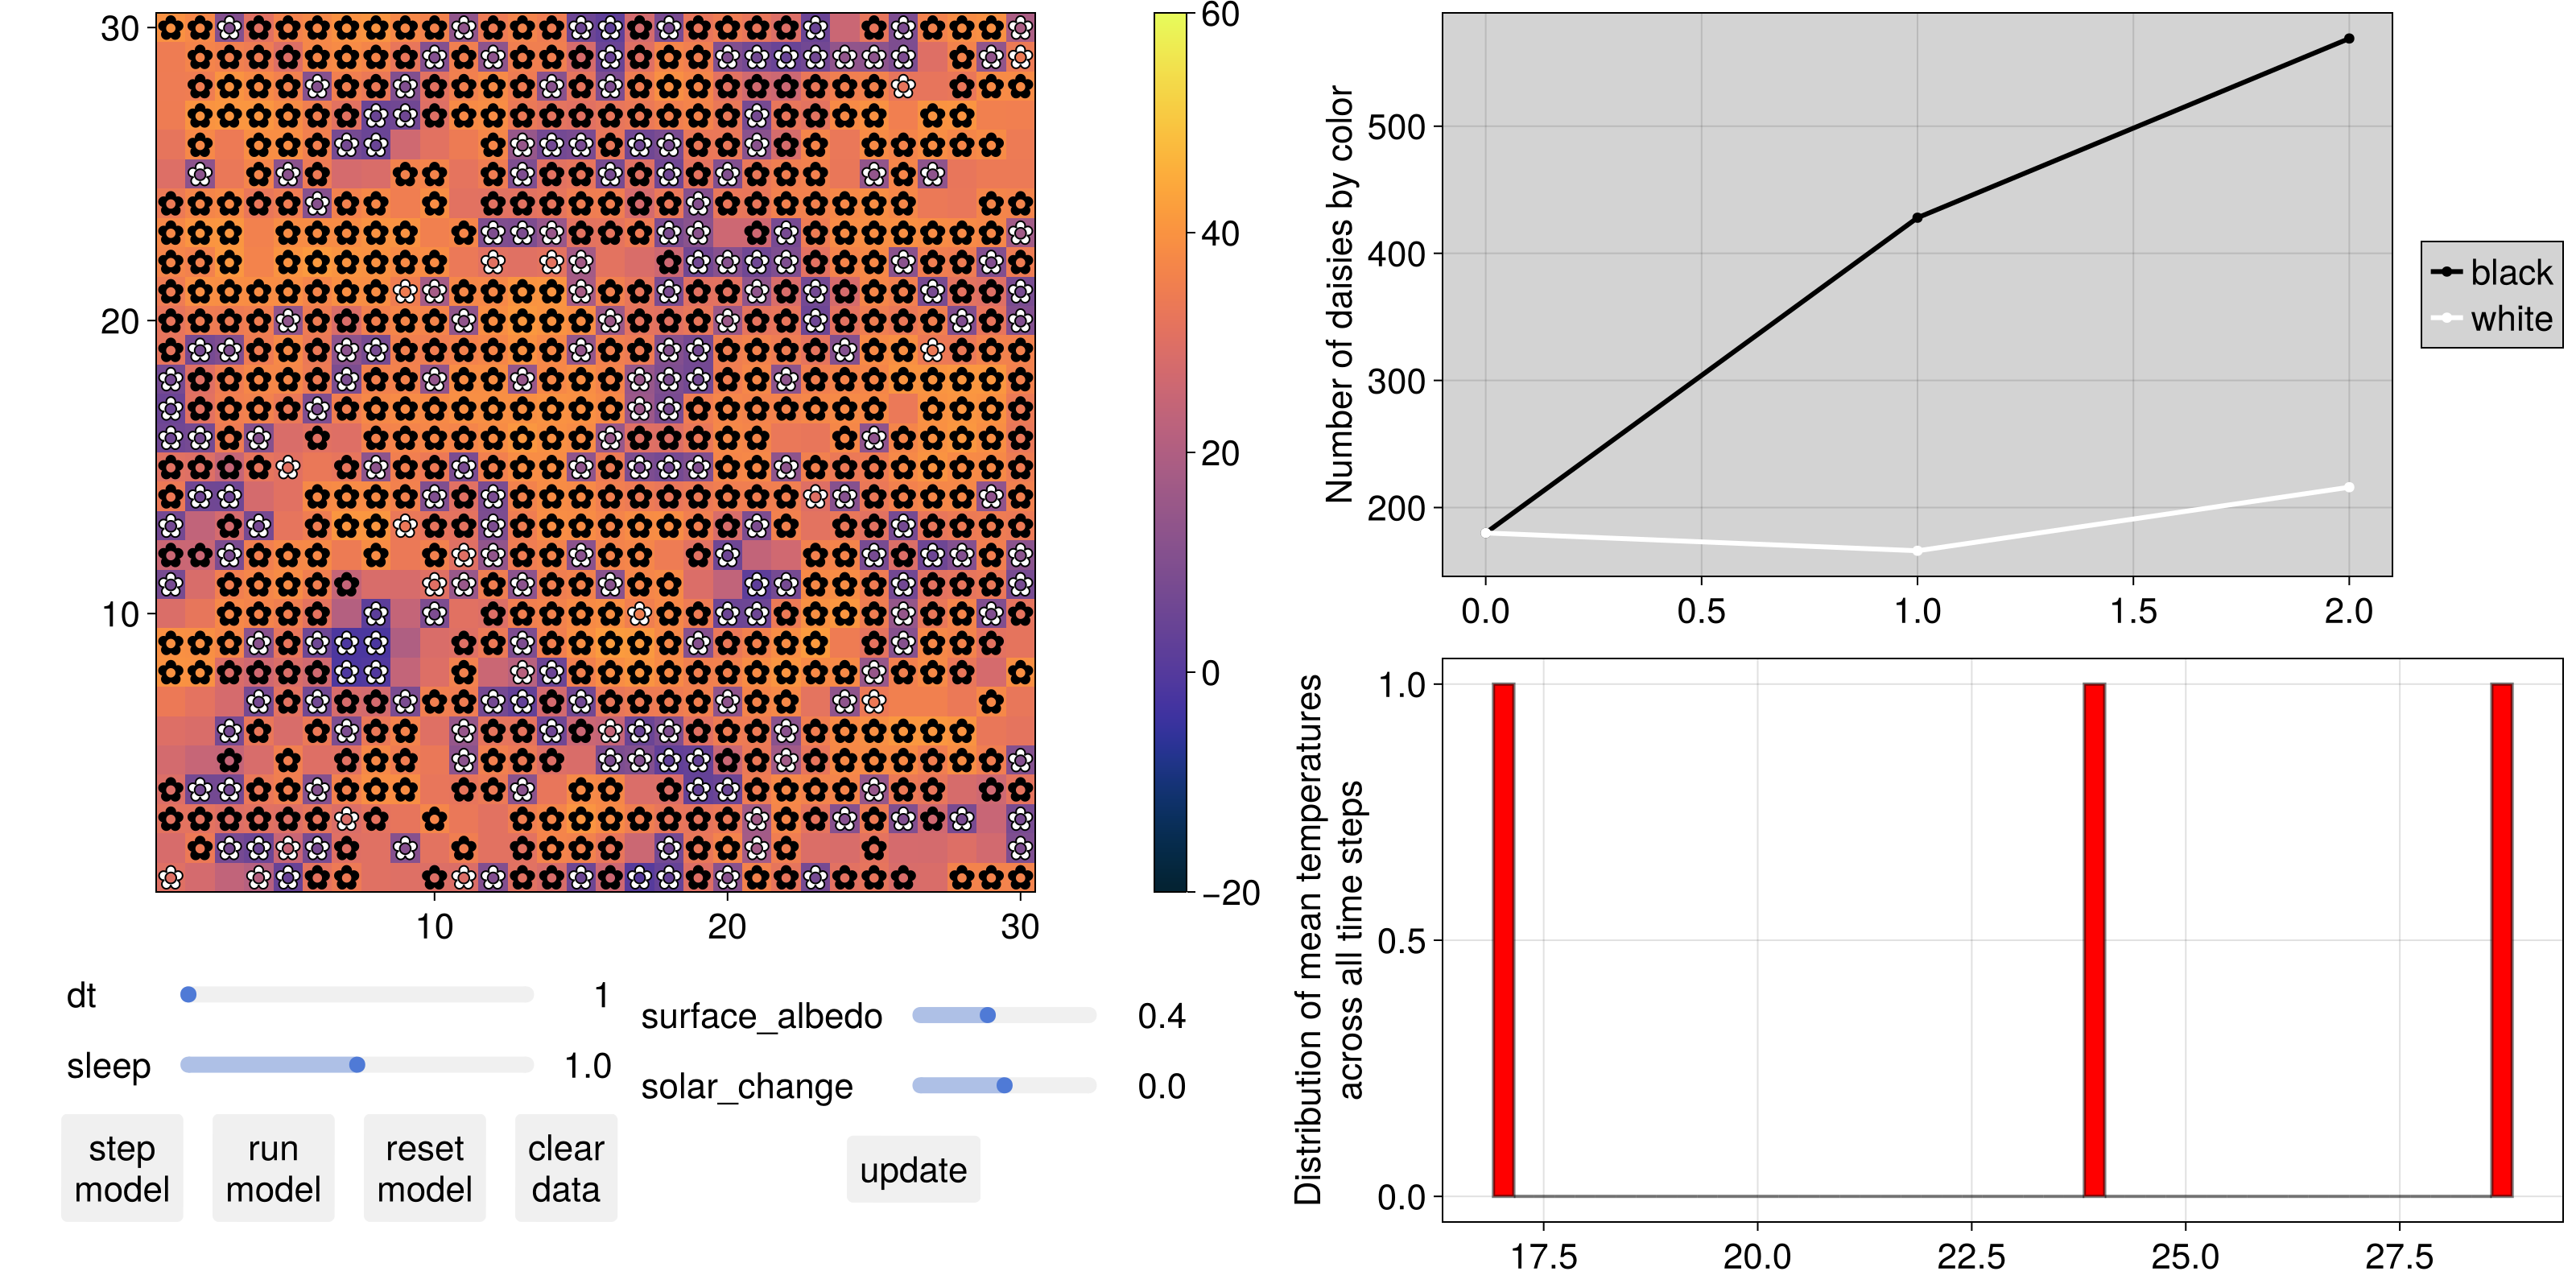 30
20
10
10
20
30
60
40
20
0
−20
dt
1
sleep
1.0
surface_albedo
0.4
solar_change
0.0
step
model
run
model
reset
model
clear
data
update
Number of daisies by color
500
400
300
200
0.0
0.5
1.0
1.5
2.0
black
white
Distribution of mean temperatures
across all time steps
1.0
0.5
0.0
17.5
20.0
22.5
25.0
27.5